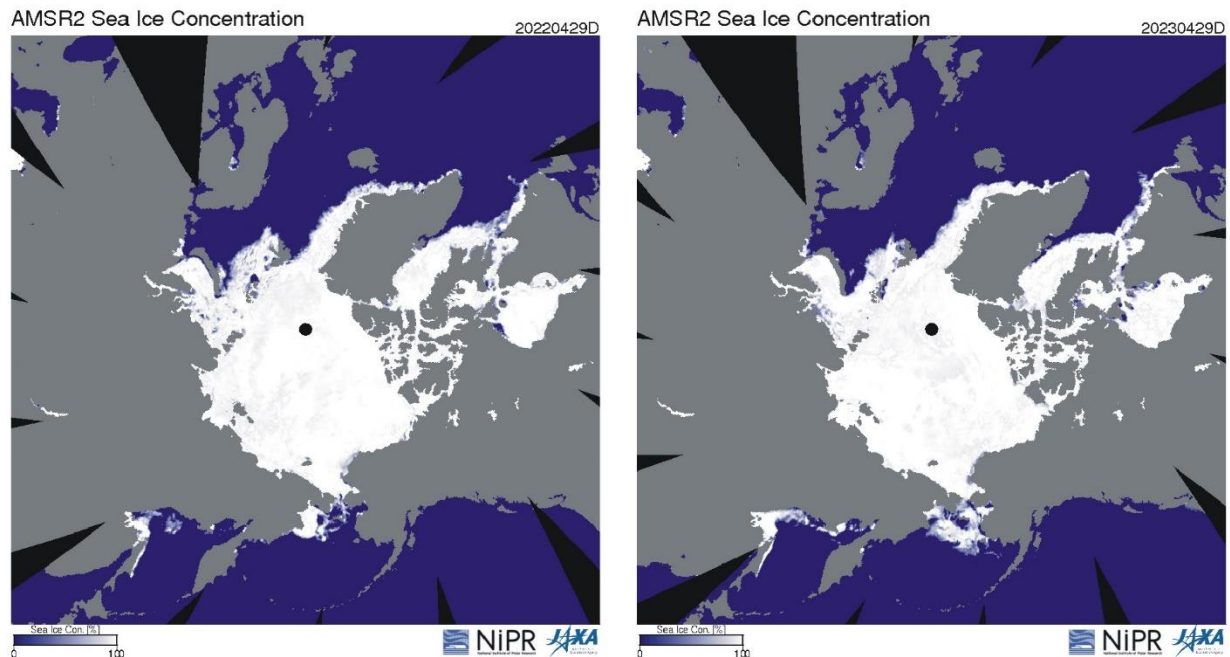 AMSR2 Sea Ice Concentration
20220429D
Sea Ice Con. [%]
0 100
NiPR
JAXA
AMSR2 Sea Ice Concentration
20230429D
Sea Ice Con. [%]
0 100
NiPR
JAXA